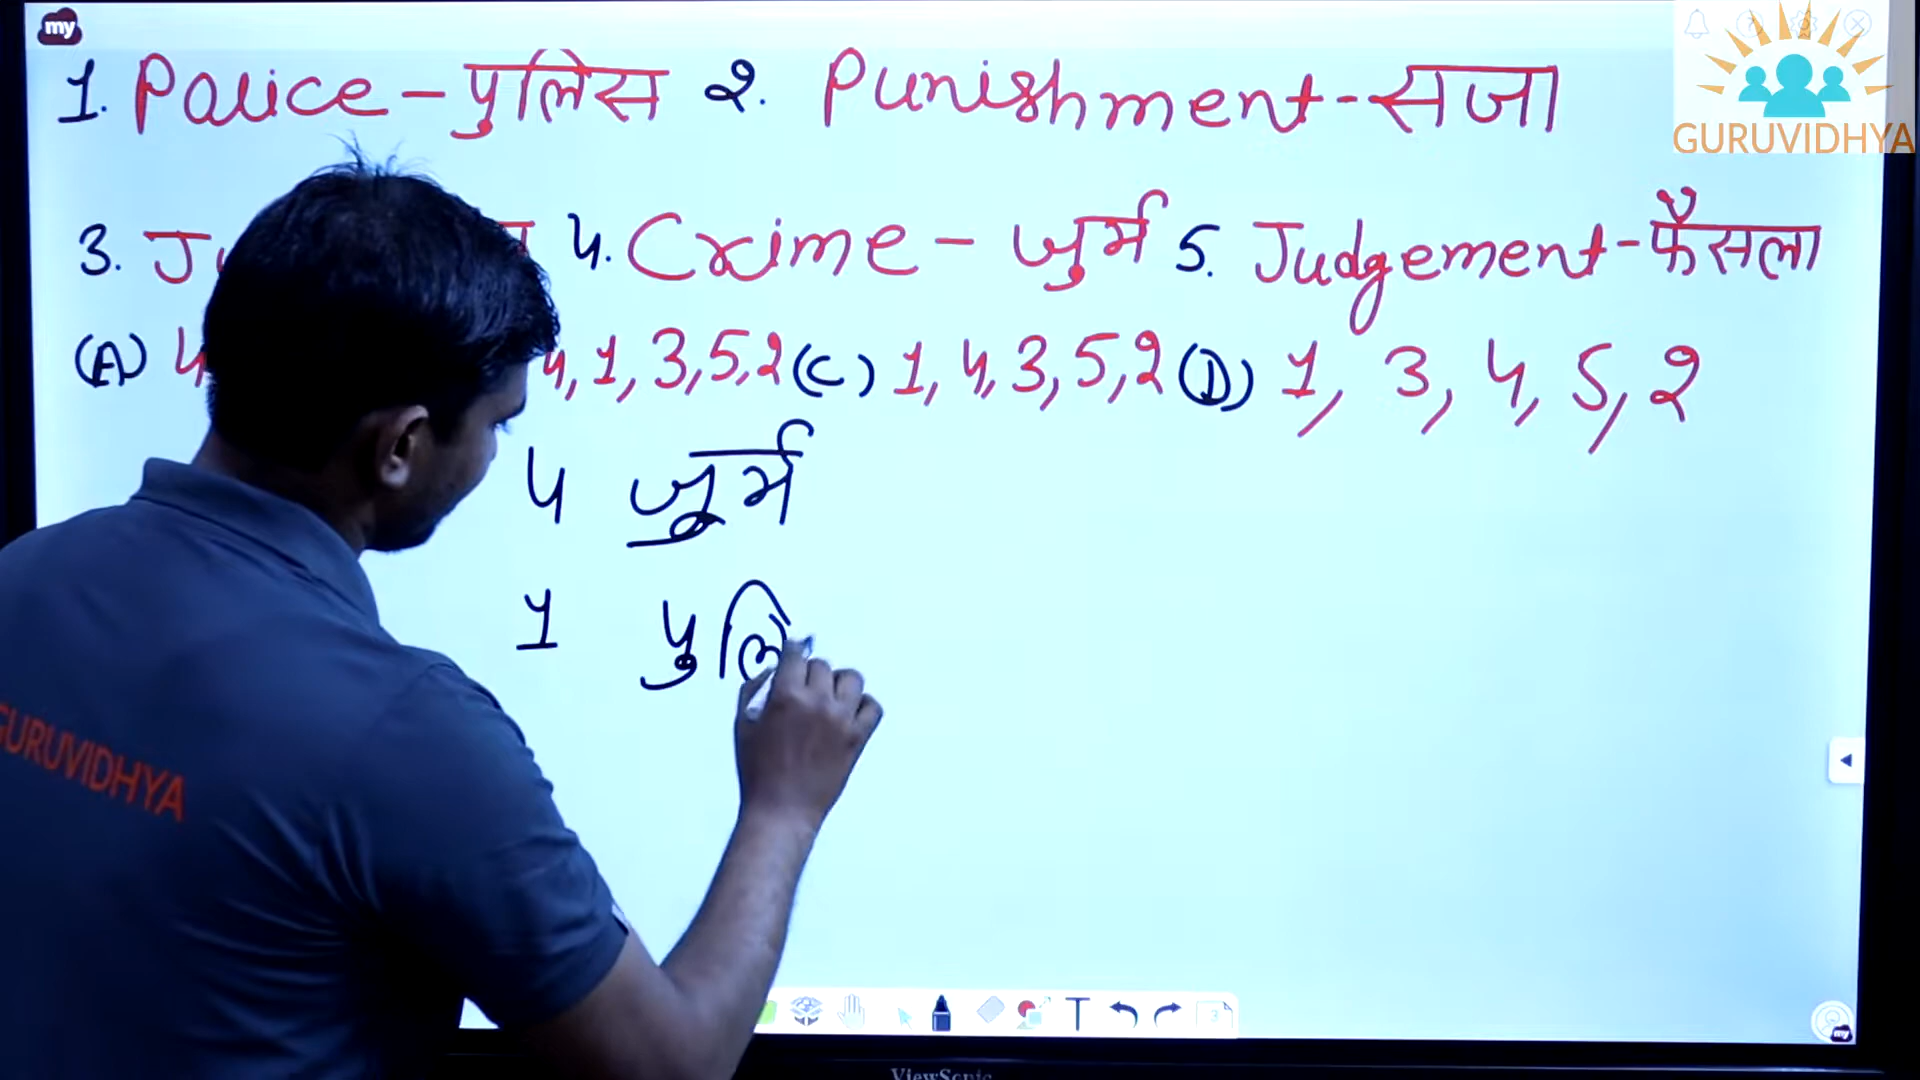 my
1. Police – पुलिस 2. Punishment - सजा
GURUVIDHYA
3. 4. Crime – जुर्म 5. Judgement - फैंसला
(A) 4 4, 1, 3, 5, 2 (C) 1, 4, 3, 5, 2 (D) 1, 3, 4, 5, 2
4 जुर्म
1 पुलि
GURUVIDHYA
ViewSonic